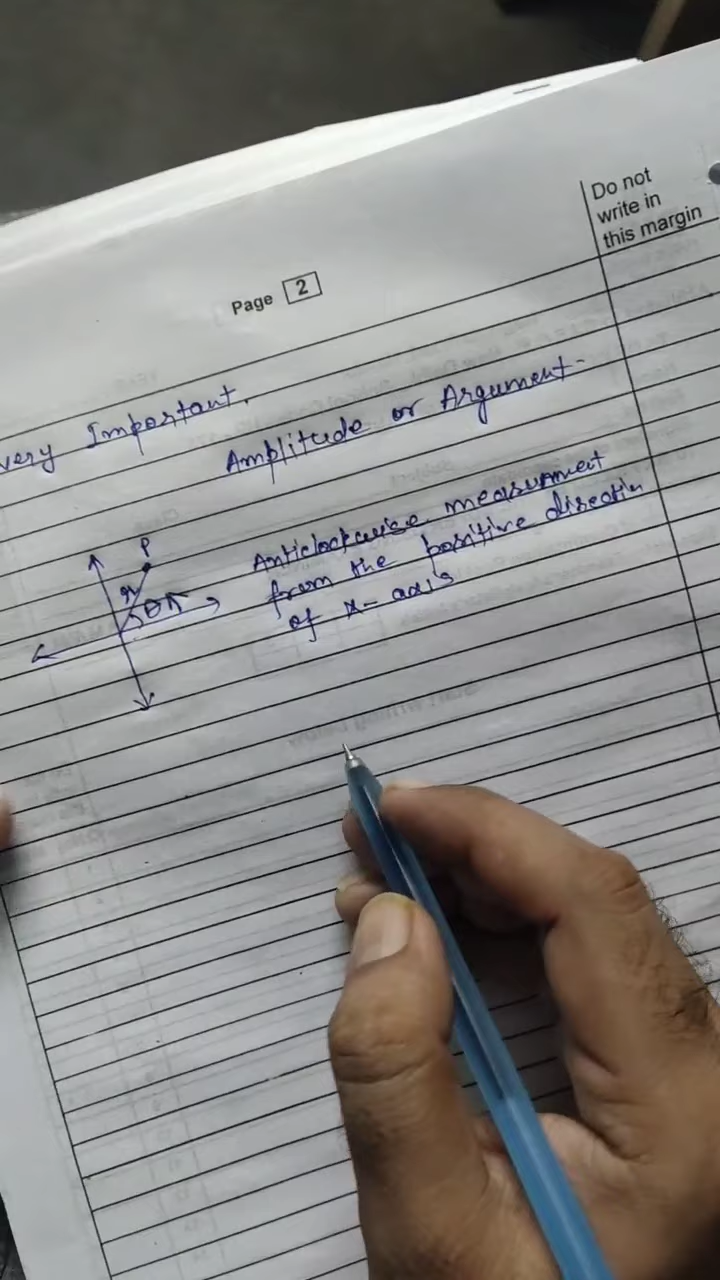 Do not
write in
this margin
Page 2
very Important.
Amplitude or Argument-
Anticlockwise measurment
from the positive direction
of x-axis
P
r
θ